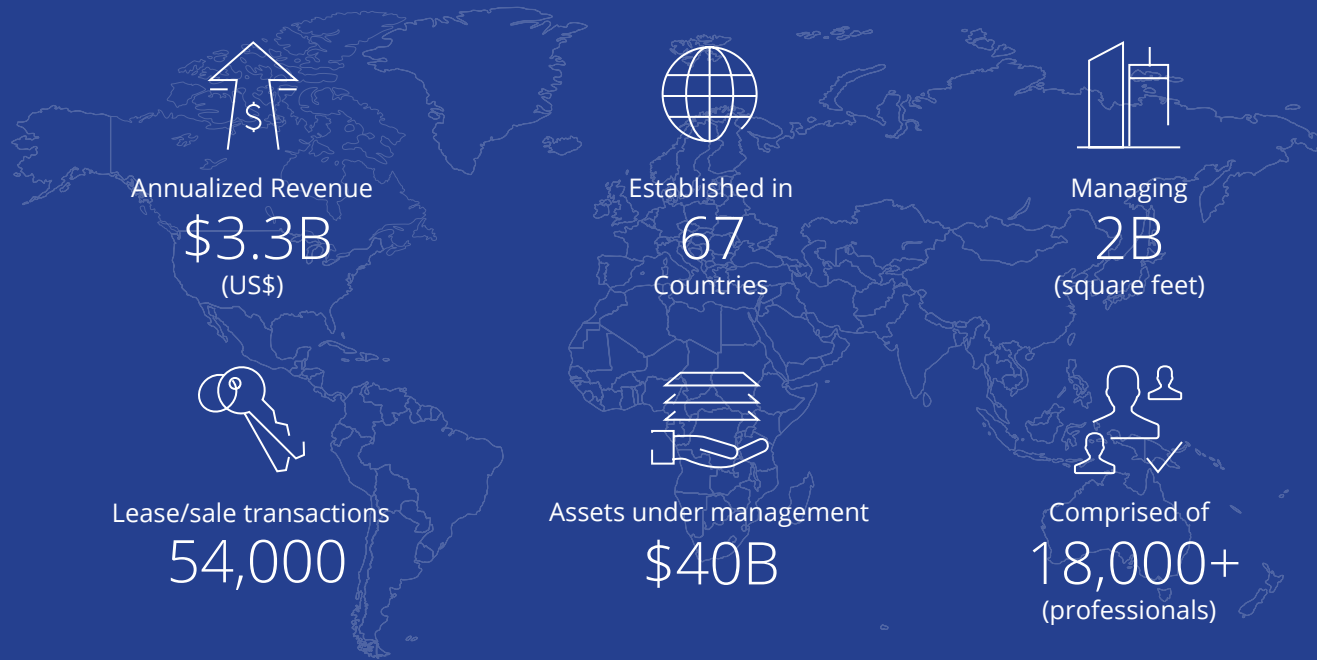 $
Annualized Revenue
$3.3B
(US$)
Established in
67
Countries
Managing
2B
(square feet)
Lease/sale transactions
54,000
Assets under management
$40B
Comprised of
18,000+
(professionals)